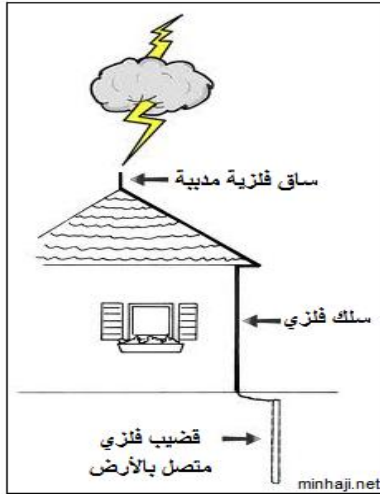 ساق فلزية مدببة
سلك فلزي
قضيب فلزي
متصل بالأرض
minhaji.net